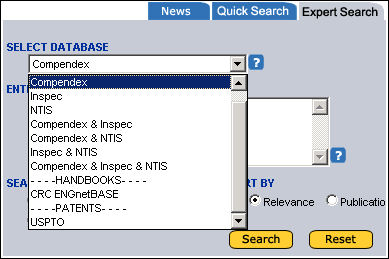 News Quick Search Expert Search
SELECT DATABASE
Compendex ?
Compendex
Inspec
NTIS
Compendex & Inspec
Compendex & NTIS
Inspec & NTIS
Compendex & Inspec & NTIS
- - - -HANDBOOKS- - - -
CRC ENGnetBASE
- - - -PATENTS- - - -
USPTO
ENT
?
SEA RT BY
Relevance Publicatio
Search Reset